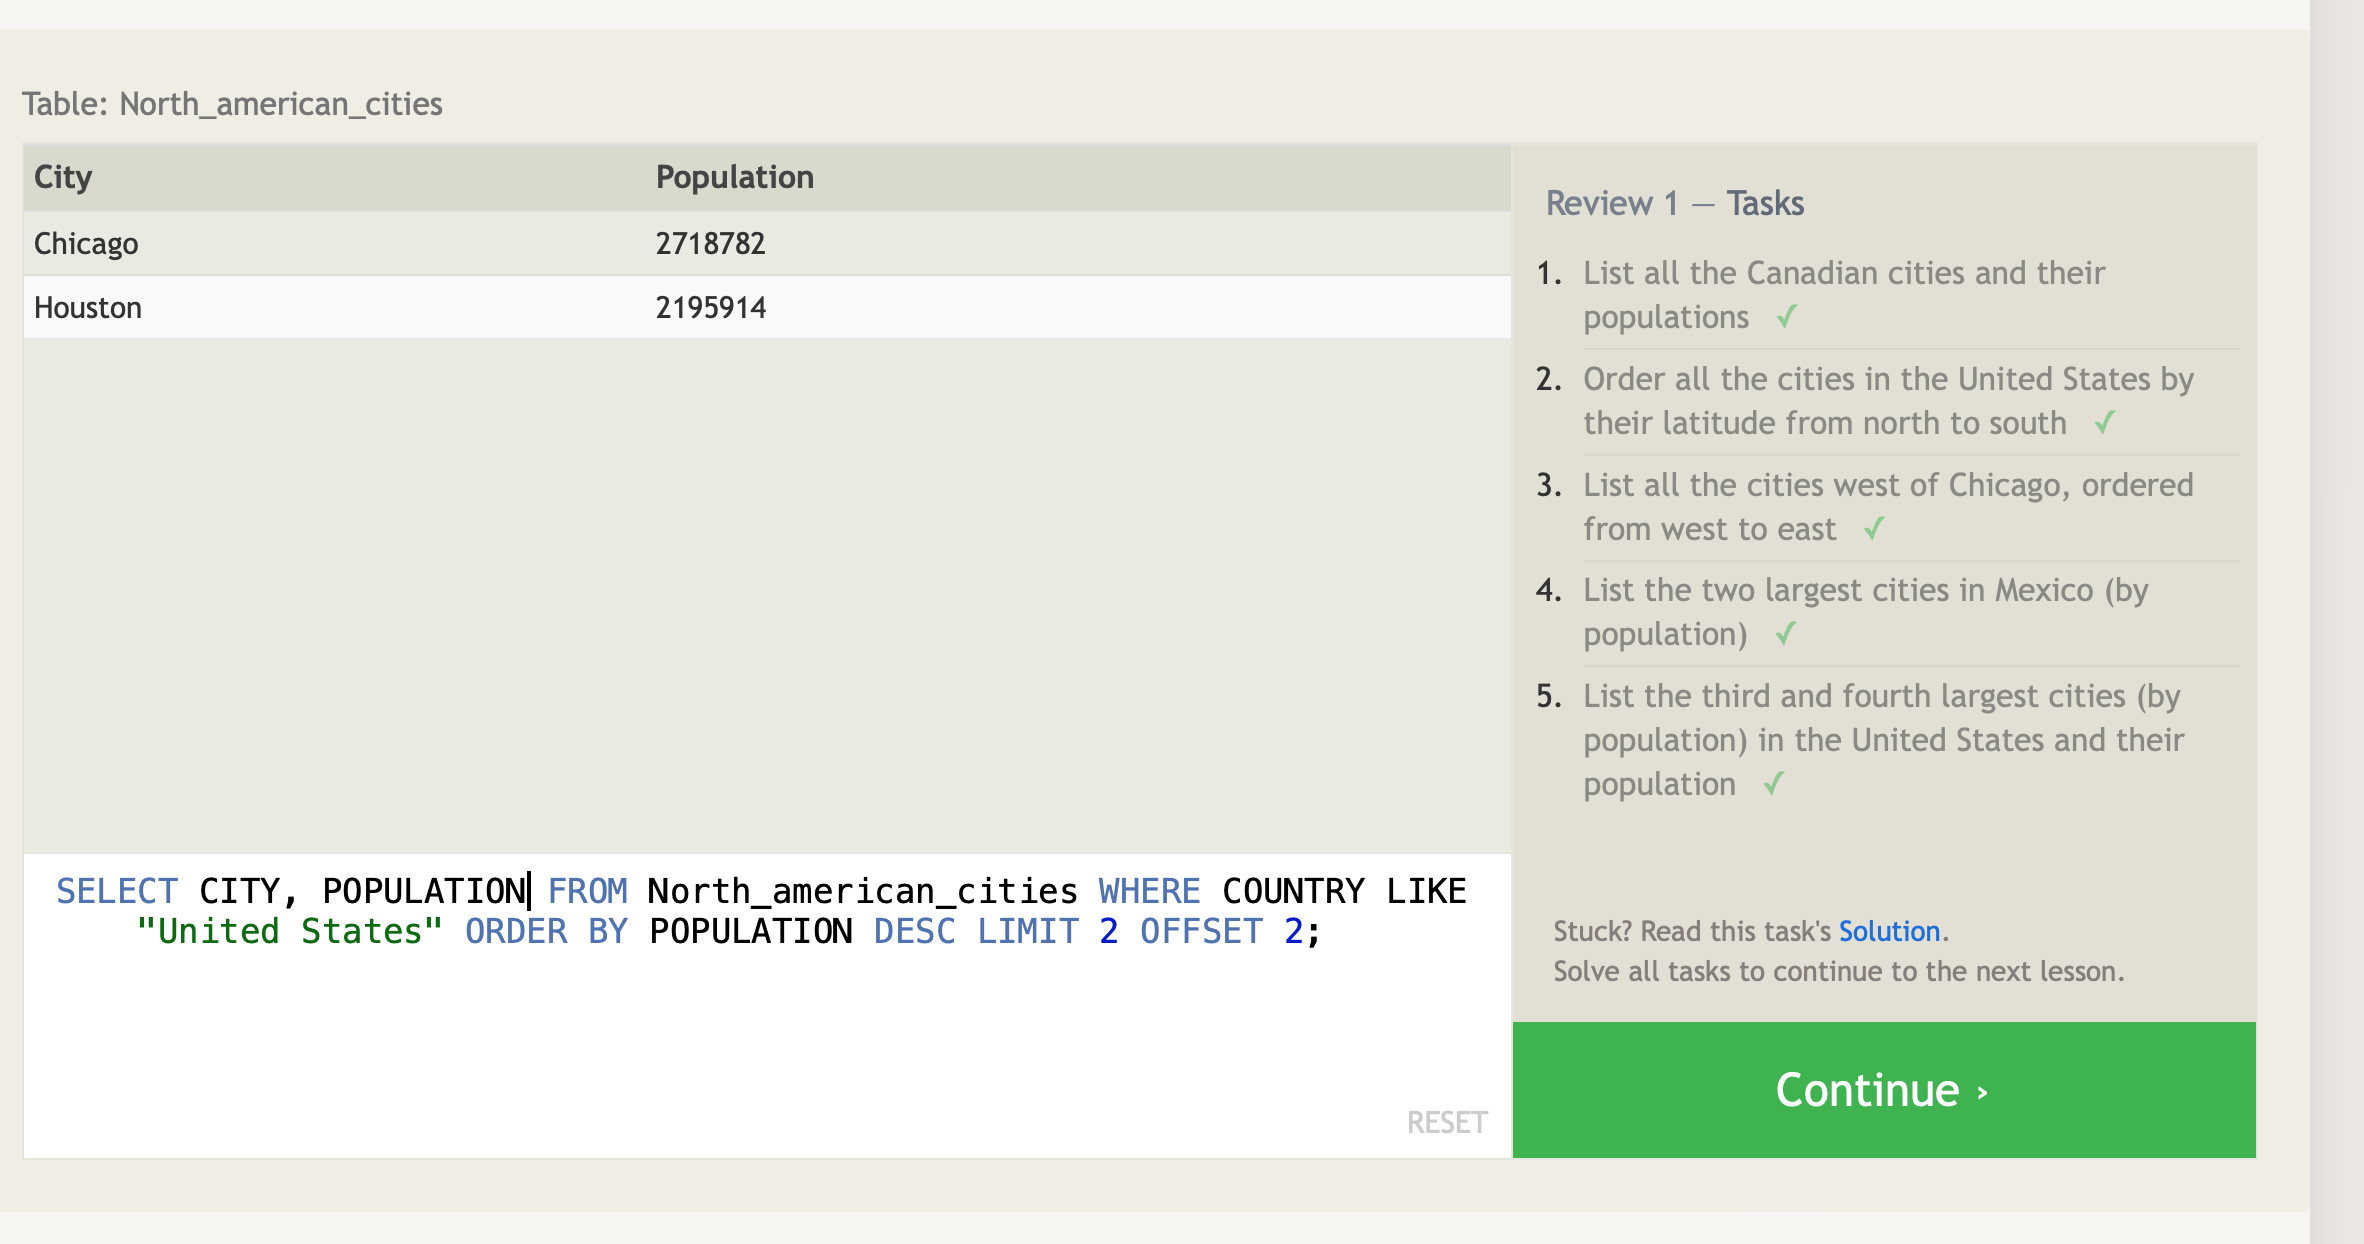 Table: North_american_cities
City Population
Chicago 2718782
Houston 2195914
SELECT CITY, POPULATION FROM North_american_cities WHERE COUNTRY LIKE
"United States" ORDER BY POPULATION DESC LIMIT 2 OFFSET 2;
RESET
Review 1 — Tasks
1. List all the Canadian cities and their
populations ✓
2. Order all the cities in the United States by
their latitude from north to south ✓
3. List all the cities west of Chicago, ordered
from west to east ✓
4. List the two largest cities in Mexico (by
population) ✓
5. List the third and fourth largest cities (by
population) in the United States and their
population ✓
Stuck? Read this task's Solution.
Solve all tasks to continue to the next lesson.
Continue ›